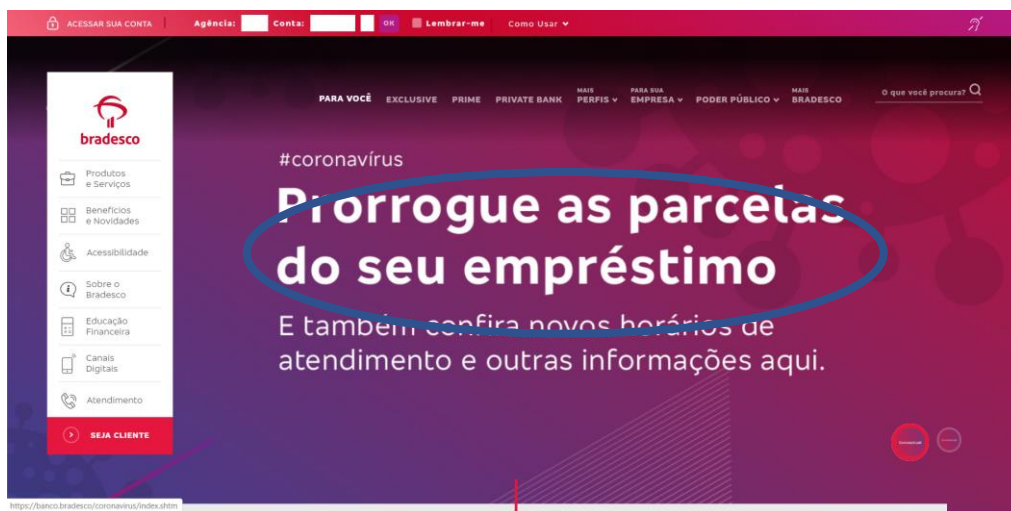 ACESSAR SUA CONTA Agência: Conta: OK Lembrar-me Como Usar
bradesco
PARA VOCÊ EXCLUSIVE PRIME PRIVATE BANK MAIS PERFIS PARA SUA EMPRESA PODER PÚBLICO MAIS BRADESCO O que você procura?
Produtos
e Serviços
Benefícios
e Novidades
Acessibilidade
Sobre o
Bradesco
Educação
Financeira
Canais
Digitais
Atendimento
SEJA CLIENTE
#coronavírus
Prorrogue as parcelas
do seu empréstimo
E também confira novos horários de
atendimento e outras informações aqui.
https://banco.bradesco/coronavirus/index.shtm